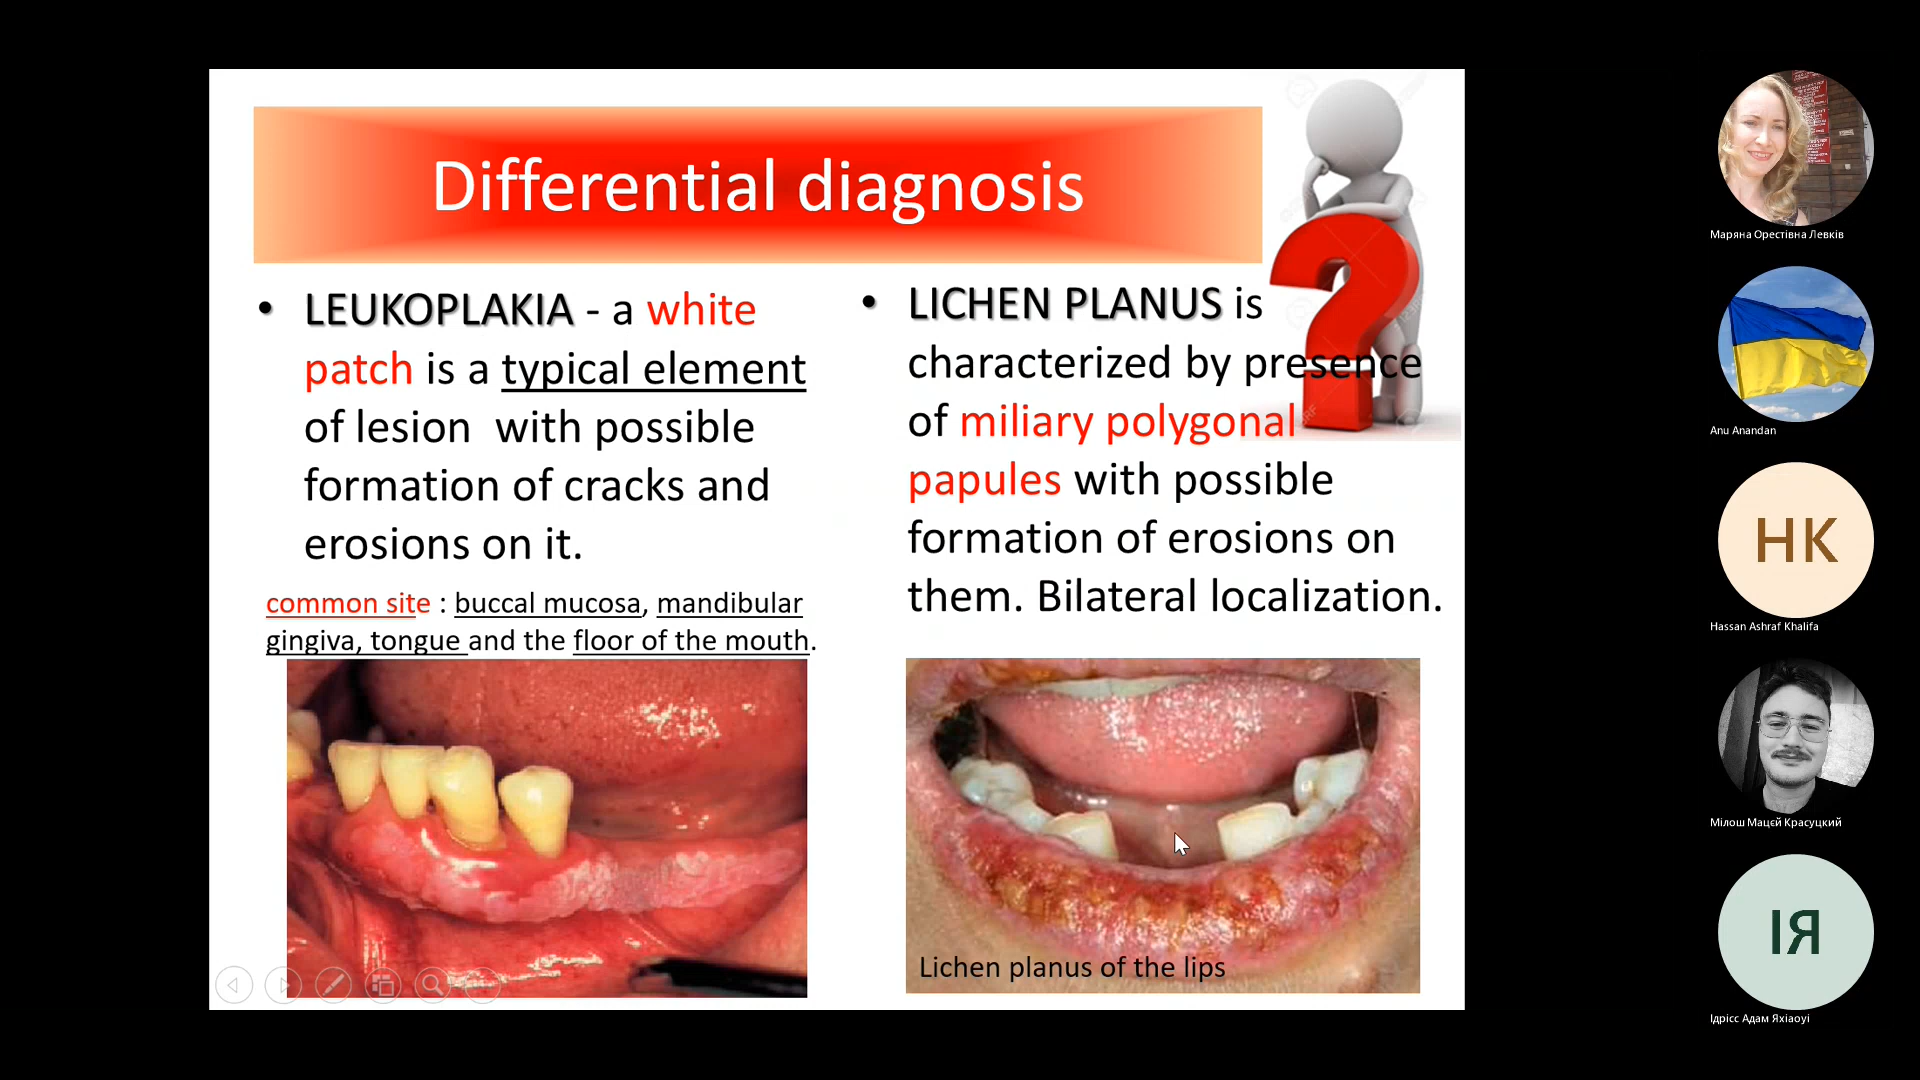 Differential diagnosis
• LEUKOPLAKIA - a white
patch is a typical element
of lesion with possible
formation of cracks and
erosions on it.
common site : buccal mucosa, mandibular
gingiva, tongue and the floor of the mouth.
• LICHEN PLANUS is
characterized by presence
of miliary polygonal
papules with possible
formation of erosions on
them. Bilateral localization.
Lichen planus of the lips
Маряна Орестівна Левків
Anu Anandan
HK
Hassan Ashraf Khalifa
Мілош Мацєй Красуцкий
ІЯ
Ідрісс Адам Яхіаоуі